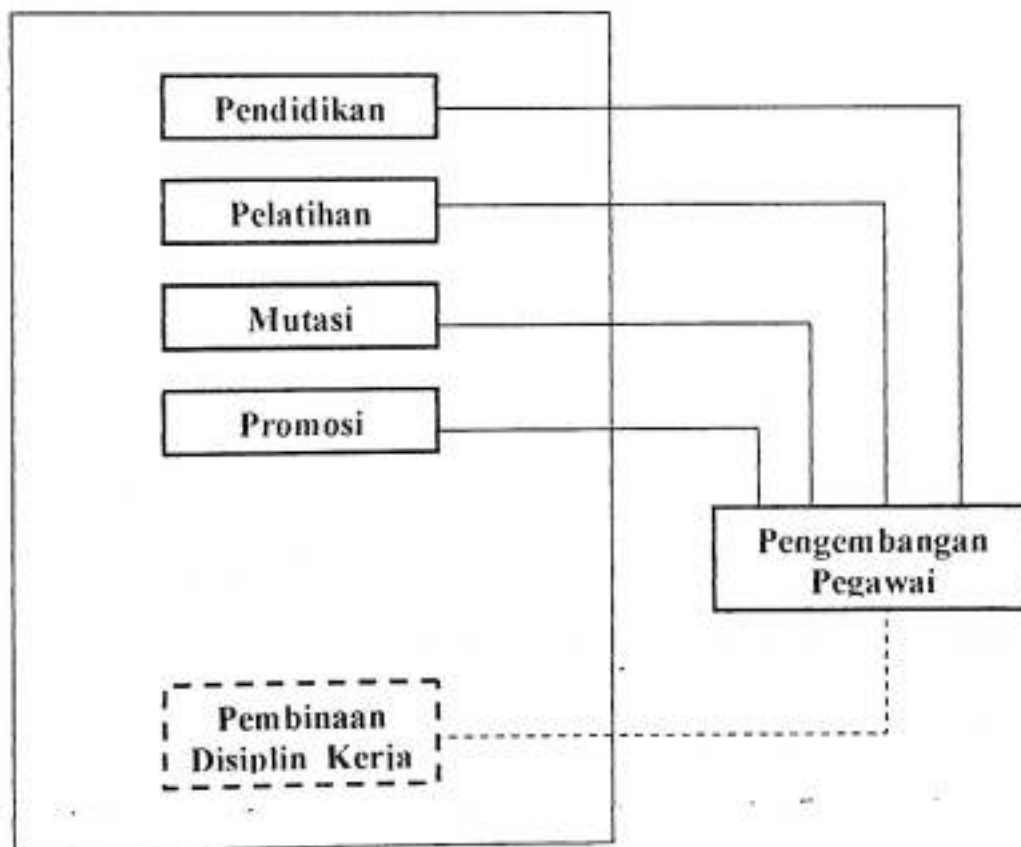 Pendidikan
Pelatihan
Mutasi
Promosi
Pengembangan
Pegawai
Pembinaan
Disiplin Kerja